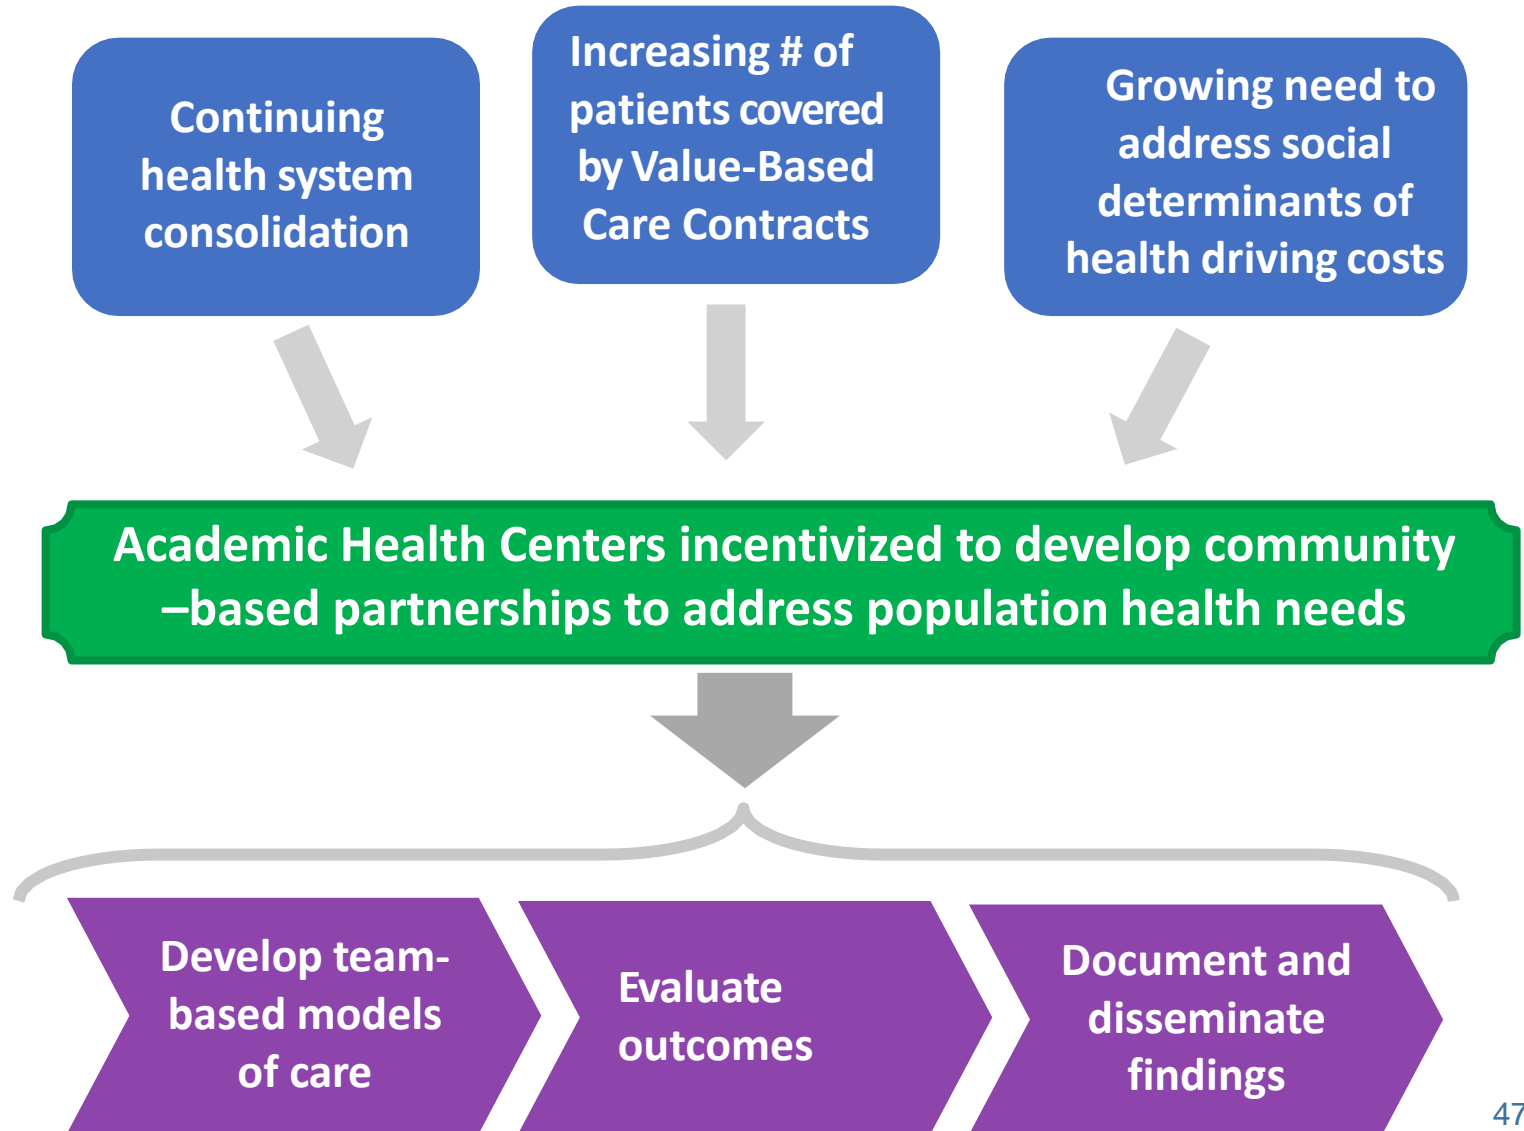 Continuing
health system
consolidation
Increasing # of
patients covered
by Value-Based
Care Contracts
Growing need to
address social
determinants of
health driving costs
Academic Health Centers incentivized to develop community
–based partnerships to address population health needs
Develop team-
based models
of care
Evaluate
outcomes
Document and
disseminate
findings
47